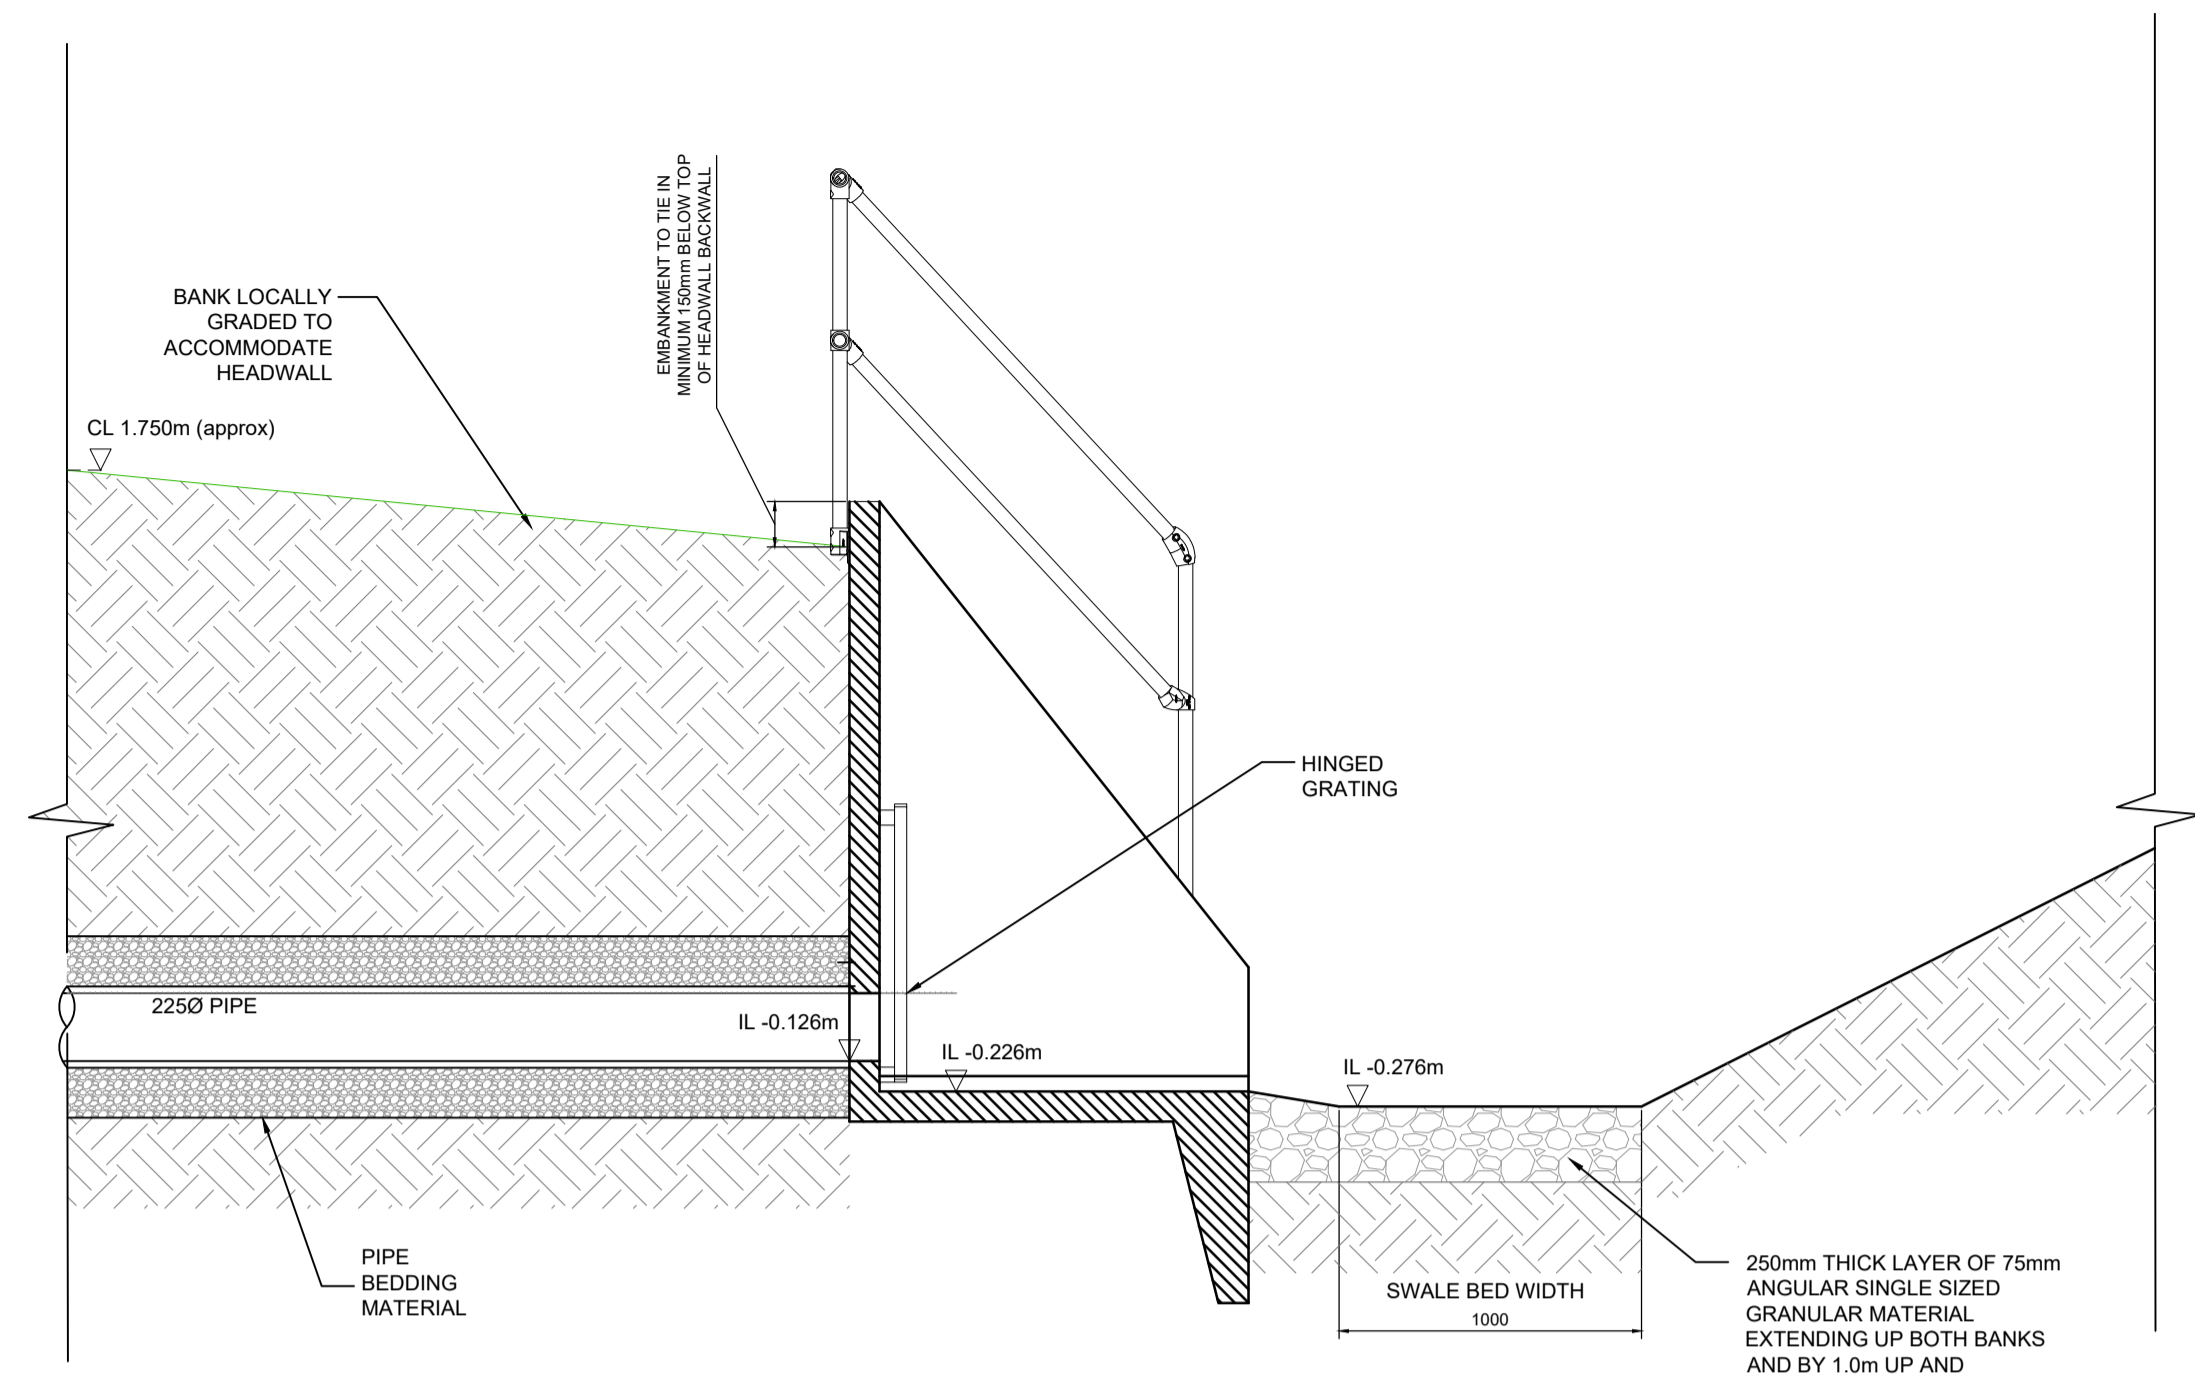 EMBANKMENT TO TIE IN
MINIMUM 150mm BELOW TOP
OF HEADWALL BACKWALL
BANK LOCALLY
GRADED TO
ACCOMMODATE
HEADWALL
CL 1.750m (approx)
HINGED
GRATING
225Ø PIPE
IL -0.126m
IL -0.226m
IL -0.276m
PIPE
BEDDING
MATERIAL
SWALE BED WIDTH
1000
250mm THICK LAYER OF 75mm
ANGULAR SINGLE SIZED
GRANULAR MATERIAL
EXTENDING UP BOTH BANKS
AND BY 1.0m UP AND